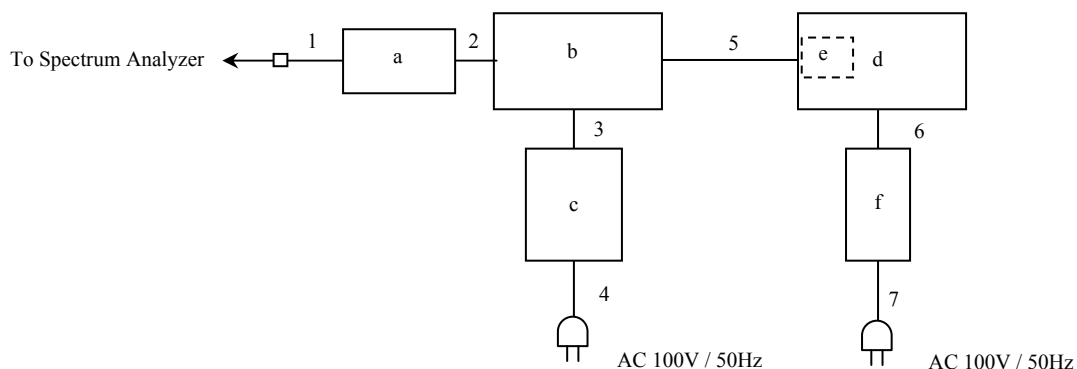 To Spectrum Analyzer
1
a
2
b
5
e
d
3
6
c
f
4
7
AC 100V / 50Hz
AC 100V / 50Hz